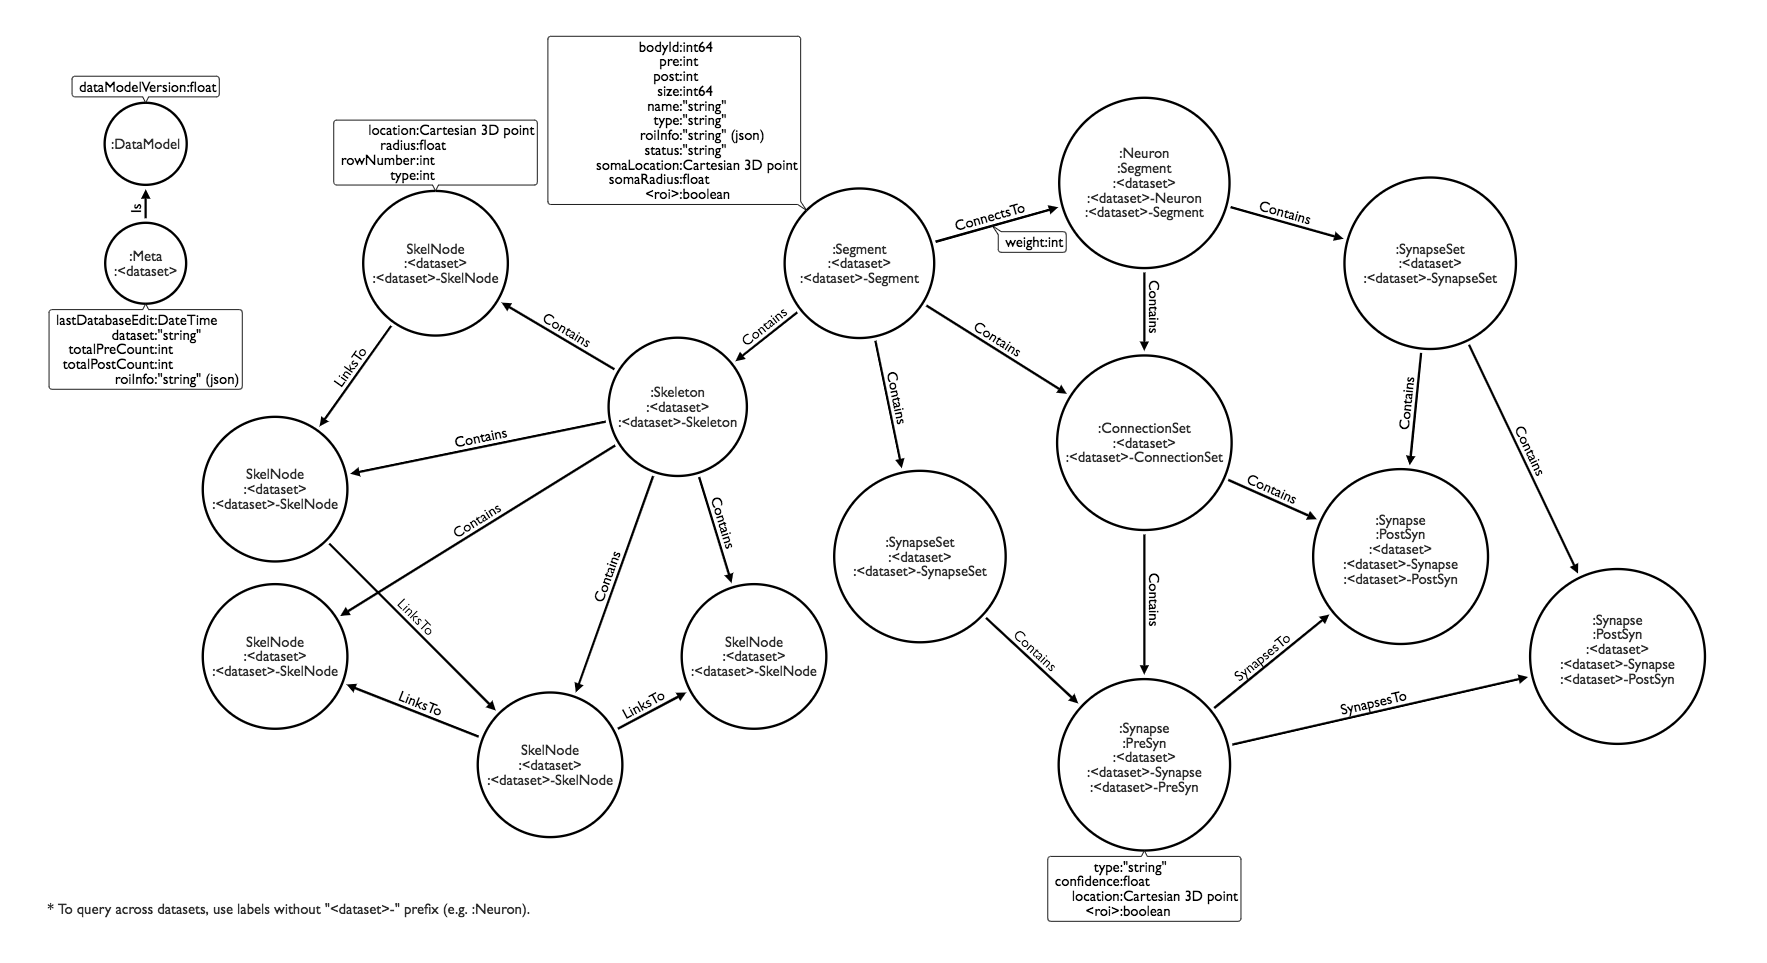 dataModelVersion:float
:DataModel
Is
:Meta
:<dataset>
lastDatabaseEdit:DateTime
dataset:"string"
totalPreCount:int
totalPostCount:int
roiInfo:"string" (json)
location:Cartesian 3D point
radius:float
rowNumber:int
type:int
SkelNode
:<dataset>
:<dataset>-SkelNode
bodyId:int64
pre:int
post:int
size:int64
name:"string"
type:"string"
roiInfo:"string" (json)
status:"string"
somaLocation:Cartesian 3D point
somaRadius:float
<roi>:boolean
:Segment
:<dataset>
:<dataset>-Segment
ConnectsTo
weight:int
:Neuron
:Segment
:<dataset>
:<dataset>-Neuron
:<dataset>-Segment
Contains
:SynapseSet
:<dataset>
:<dataset>-SynapseSet
Contains
Contains
Contains
Contains
Contains
LinksTo
:Skeleton
:<dataset>
:<dataset>-Skeleton
Contains
Contains
Contains
:ConnectionSet
:<dataset>
:<dataset>-ConnectionSet
Contains
SkelNode
:<dataset>
:<dataset>-SkelNode
Contains
Contains
Contains
Contains
:SynapseSet
:<dataset>
:<dataset>-SynapseSet
:Synapse
:PostSyn
:<dataset>
:<dataset>-Synapse
:<dataset>-PostSyn
LinksTo
Contains
SkelNode
:<dataset>
:<dataset>-SkelNode
SkelNode
:<dataset>
:<dataset>-SkelNode
Contains
SynapsesTo
:Synapse
:PostSyn
:<dataset>
:<dataset>-Synapse
:<dataset>-PostSyn
LinksTo
LinksTo
SynapsesTo
SkelNode
:<dataset>
:<dataset>-SkelNode
:Synapse
:PreSyn
:<dataset>
:<dataset>-Synapse
:<dataset>-PreSyn
type:"string"
confidence:float
location:Cartesian 3D point
<roi>:boolean
* To query across datasets, use labels without "<dataset>-" prefix (e.g. :Neuron).